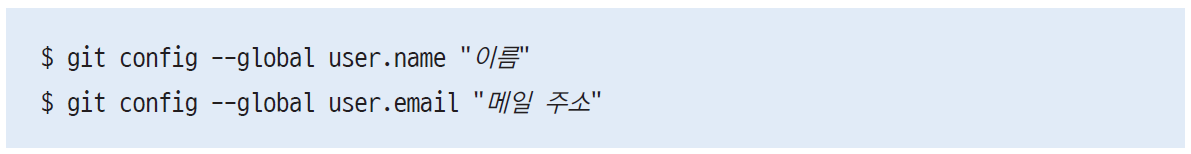 $ git config --global user.name "이름"
$ git config --global user.email "메일 주소"